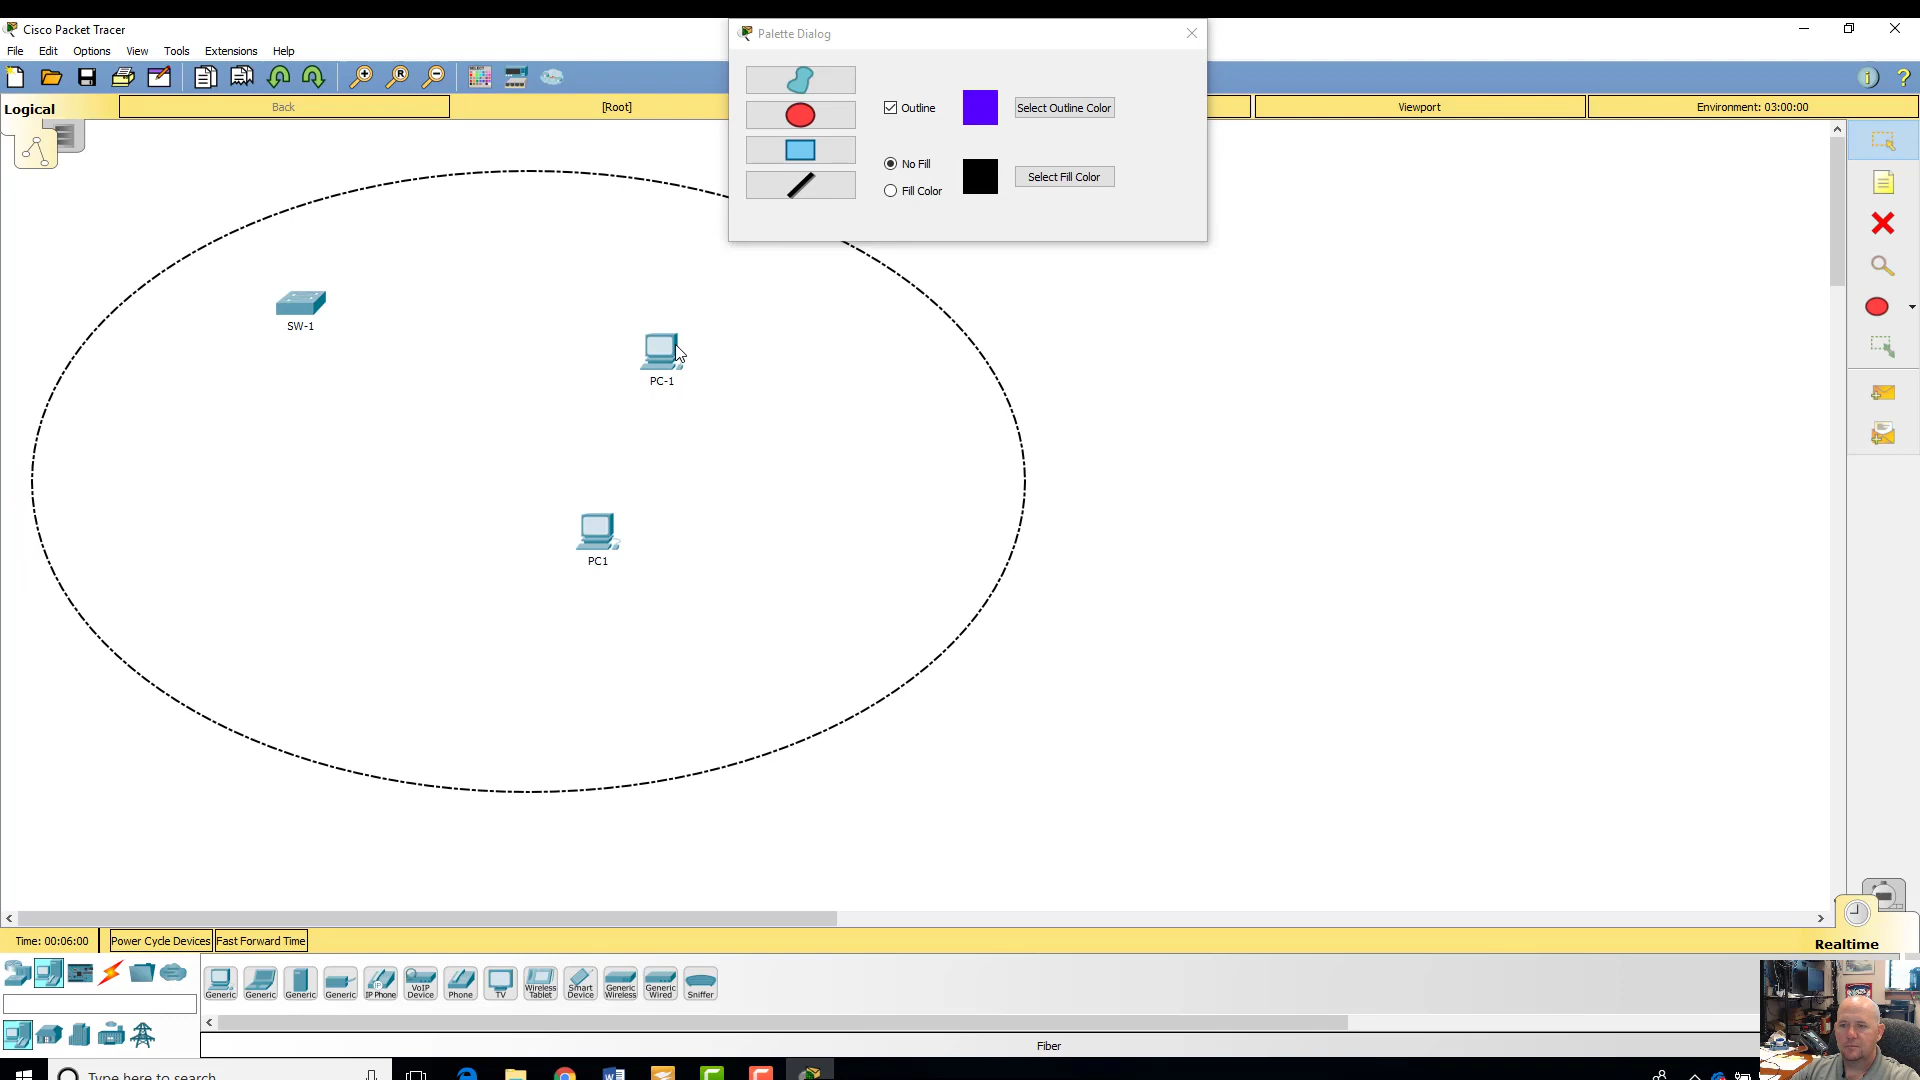 Cisco Packet Tracer
Palette Dialog
File Edit Options View Tools Extensions Help
R
i ?
Logical
Back
[Root]
Viewport
Environment: 03:00:00
Outline
Select Outline Color
No Fill
Fill Color
Select Fill Color
SW-1
PC-1
PC1
Time: 00:06:00
Power Cycle Devices
Fast Forward Time
Realtime
Generic
Generic
Generic
Generic
IP Phone
VoIP Device
Phone
TV
Wireless Tablet
Smart Device
Generic Wireless
Generic Wired
Sniffer
Fiber
Type here to search